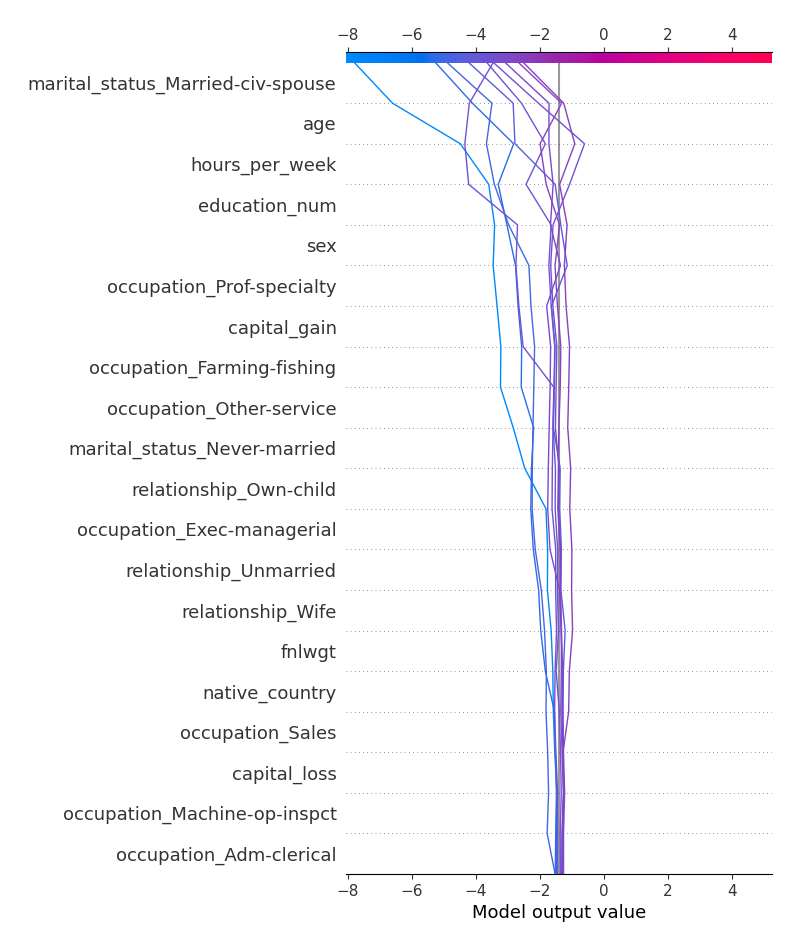 −8 −6 −4 −2 0 2 4
marital_status_Married-civ-spouse
age
hours_per_week
education_num
sex
occupation_Prof-specialty
capital_gain
occupation_Farming-fishing
occupation_Other-service
marital_status_Never-married
relationship_Own-child
occupation_Exec-managerial
relationship_Unmarried
relationship_Wife
fnlwgt
native_country
occupation_Sales
capital_loss
occupation_Machine-op-inspct
occupation_Adm-clerical
−8 −6 −4 −2 0 2 4
Model output value